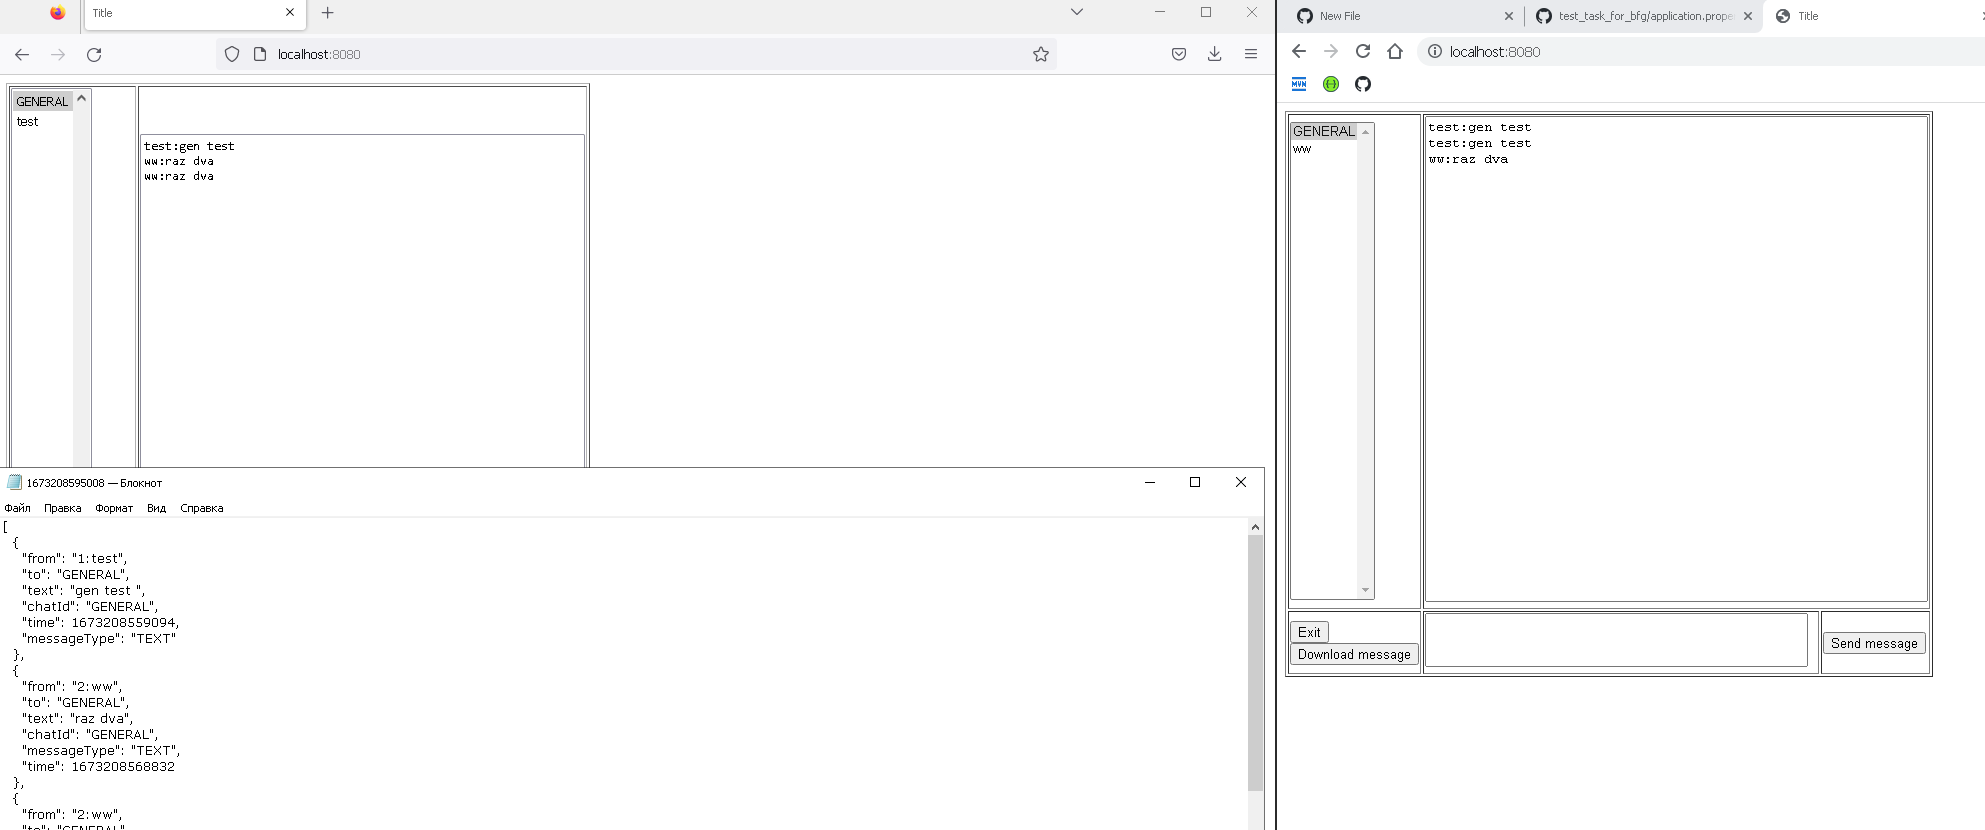 Title
localhost:8080
GENERAL
test
test:gen test
ww:raz dva
ww:raz dva
1673208595008 — Блокнот
Файл Правка Формат Вид Справка
[
{
"from": "1:test",
"to": "GENERAL",
"text": "gen test ",
"chatId": "GENERAL",
"time": 1673208559094,
"messageType": "TEXT"
},
{
"from": "2:ww",
"to": "GENERAL",
"text": "raz dva",
"chatId": "GENERAL",
"messageType": "TEXT",
"time": 1673208568832
},
{
"from": "2:ww",
"to": "GENERAL",
New File
test_task_for_bfg/application.prope
Title
localhost:8080
MVN
GENERAL
ww
test:gen test
test:gen test
ww:raz dva
Exit
Download message
Send message